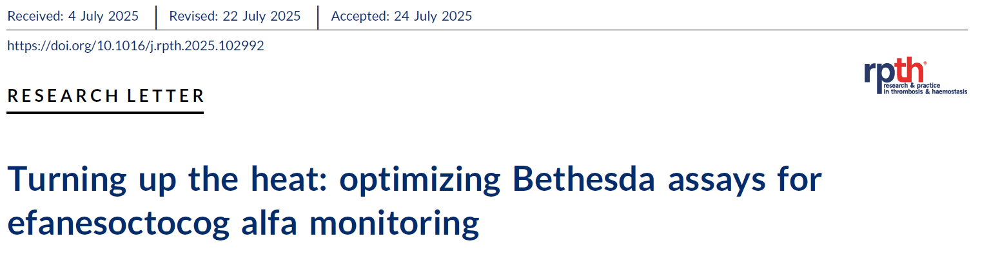 Received: 4 July 2025 | Revised: 22 July 2025 | Accepted: 24 July 2025
https://doi.org/10.1016/j.rpth.2025.102992
rpth®
research & practice
in thrombosis & haemostasis
RESEARCH LETTER
Turning up the heat: optimizing Bethesda assays for
efanesoctocog alfa monitoring